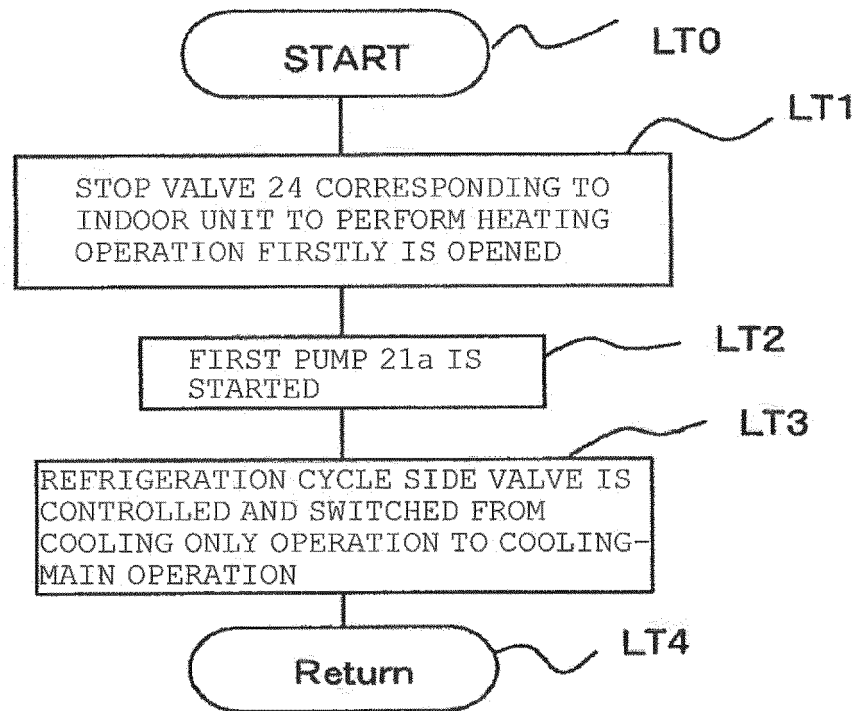 START
LT0
LT1
STOP VALVE 24 CORRESPONDING TO
INDOOR UNIT TO PERFORM HEATING
OPERATION FIRSTLY IS OPENED
LT2
FIRST PUMP 21a IS
STARTED
LT3
REFRIGERATION CYCLE SIDE VALVE IS
CONTROLLED AND SWITCHED FROM
COOLING ONLY OPERATION TO COOLING-
MAIN OPERATION
LT4
Return